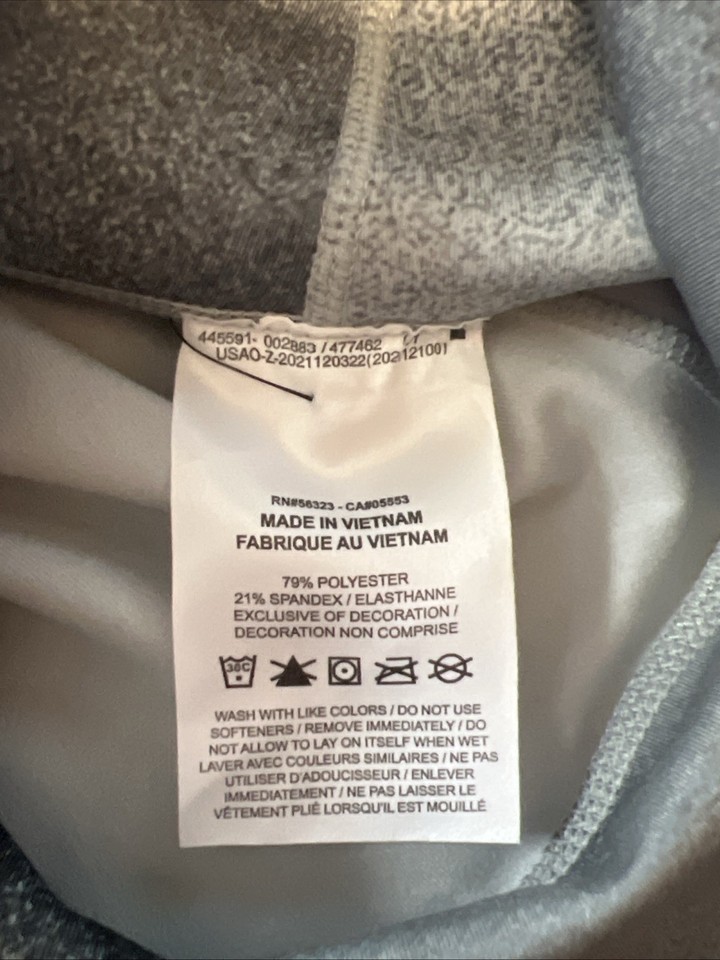 445591- 002883 / 477462
USAO-Z-2021120322(20212100)
RN#56323 - CA#05553
MADE IN VIETNAM
FABRIQUE AU VIETNAM
79% POLYESTER
21% SPANDEX / ELASTHANNE
EXCLUSIVE OF DECORATION /
DECORATION NON COMPRISE
30C
WASH WITH LIKE COLORS / DO NOT USE
SOFTENERS / REMOVE IMMEDIATELY / DO
NOT ALLOW TO LAY ON ITSELF WHEN WET
LAVER AVEC COULEURS SIMILAIRES / NE PAS
UTILISER D'ADOUCISSEUR / ENLEVER
IMMEDIATEMENT / NE PAS LAISSER LE
VÊTEMENT PLIÉ LORSQU'IL EST MOUILLÉ